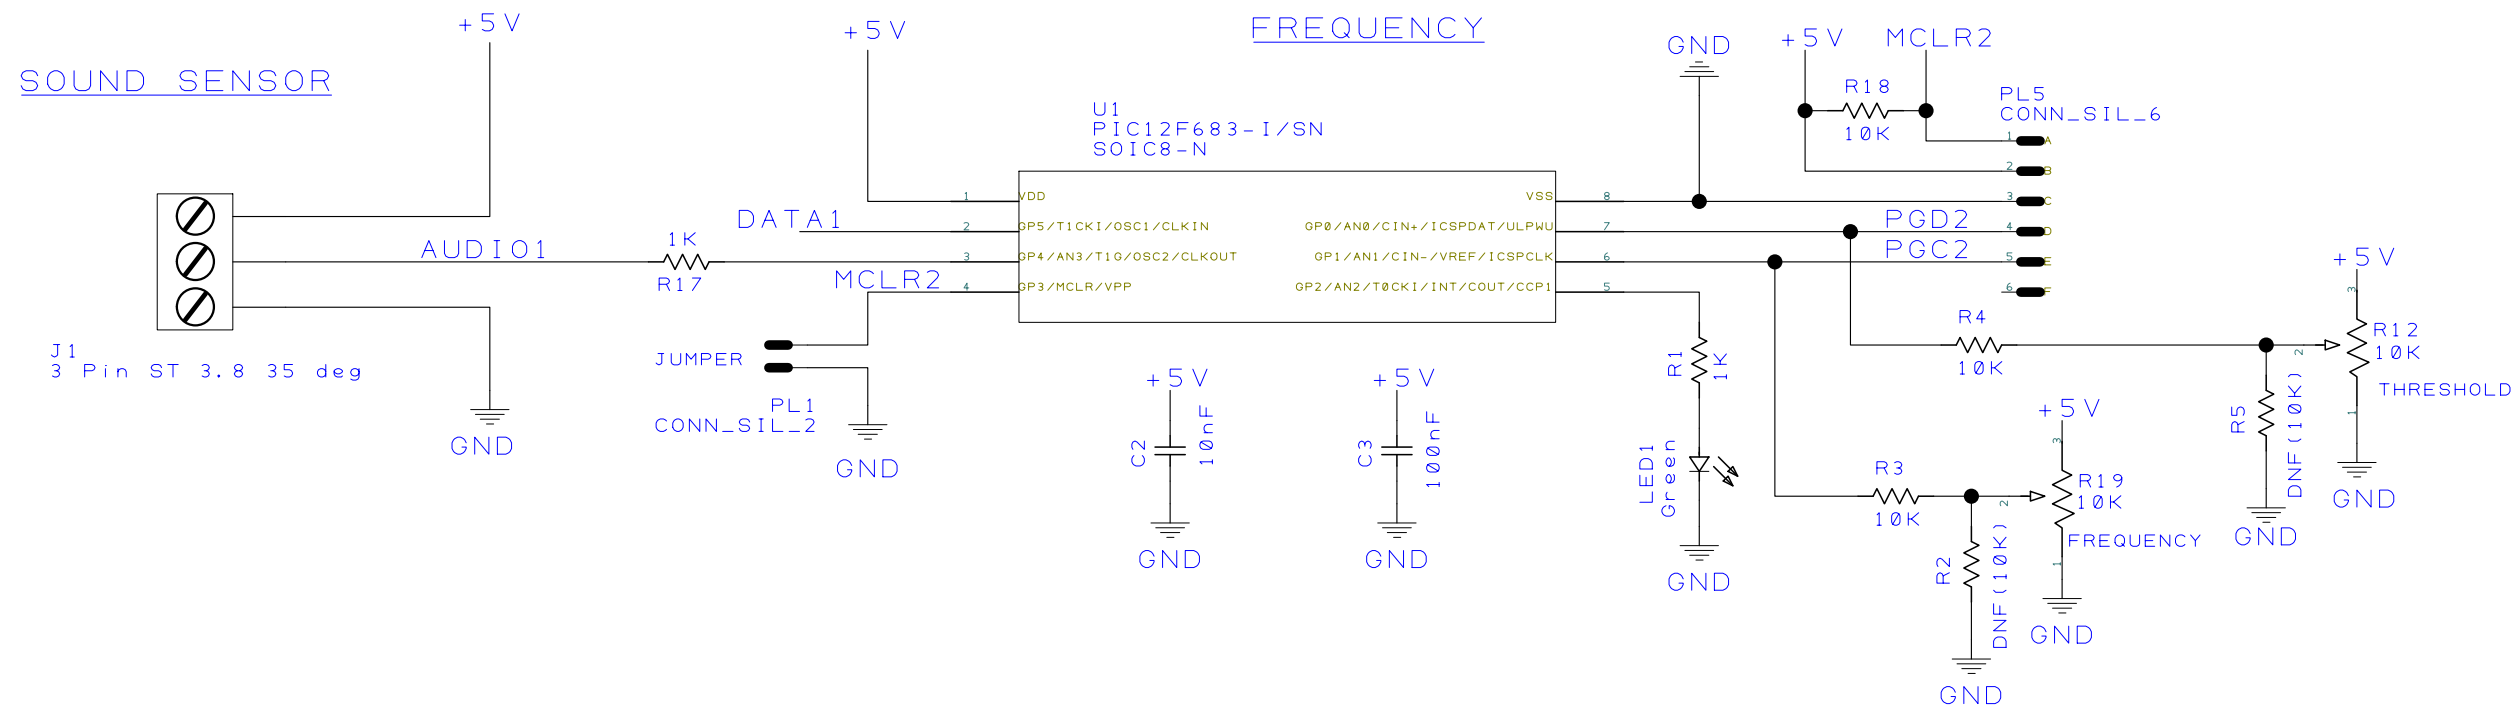 SOUND SENSOR
+5V
J1
3 Pin ST 3.8 35 deg
GND
AUDIO1
1K
R17
JUMPER
PL1
CONN_SIL_2
+5V
DATA1
MCLR2
GND
FREQUENCY
U1
PIC12F683-I/SN
SOIC8-N
1 VDD
2 GP5/T1CKI/OSC1/CLKIN
3 GP4/AN3/T1G/OSC2/CLKOUT
4 GP3/MCLR/VPP
VSS 8
GP0/AN0/CIN+/ICSPDAT/ULPWU 7
GP1/AN1/CIN-/VREF/ICSPCLK 6
GP2/AN2/T0CKI/INT/COUT/CCP1 5
+5V
C2
10nF
GND
+5V
C3
100nF
GND
GND
R1
1K
LED1
Green
GND
+5V
MCLR2
R18
10K
PL5
CONN_SIL_6
1 A
2 B
3 C
PGD2
4 D
PGC2
5 E
6 F
R4
10K
+5V
3
R12
10K
2
1
THRESHOLD
GND
R5
DNF(10K)
GND
R3
10K
+5V
3
R19
10K
2
1
FREQUENCY
GND
R2
DNF(10K)
GND